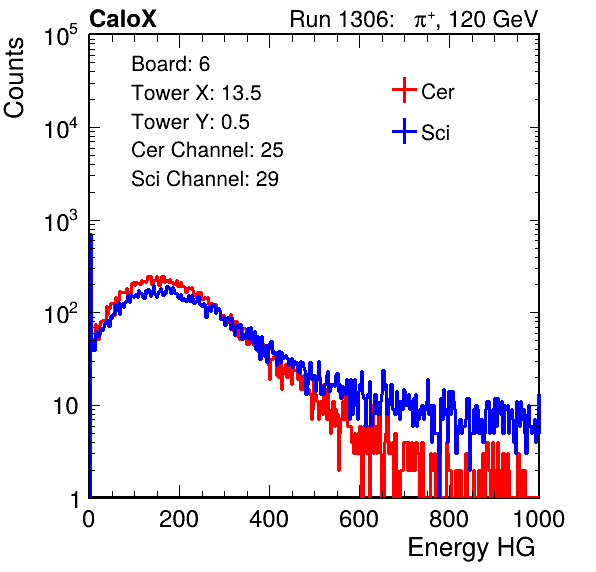 CaloX Run 1306: π⁺, 120 GeV
Counts
Board: 6
Tower X: 13.5
Tower Y: 0.5
Cer Channel: 25
Sci Channel: 29
Cer
Sci
10⁵
10⁴
10³
10²
10
1
0 200 400 600 800 1000
Energy HG